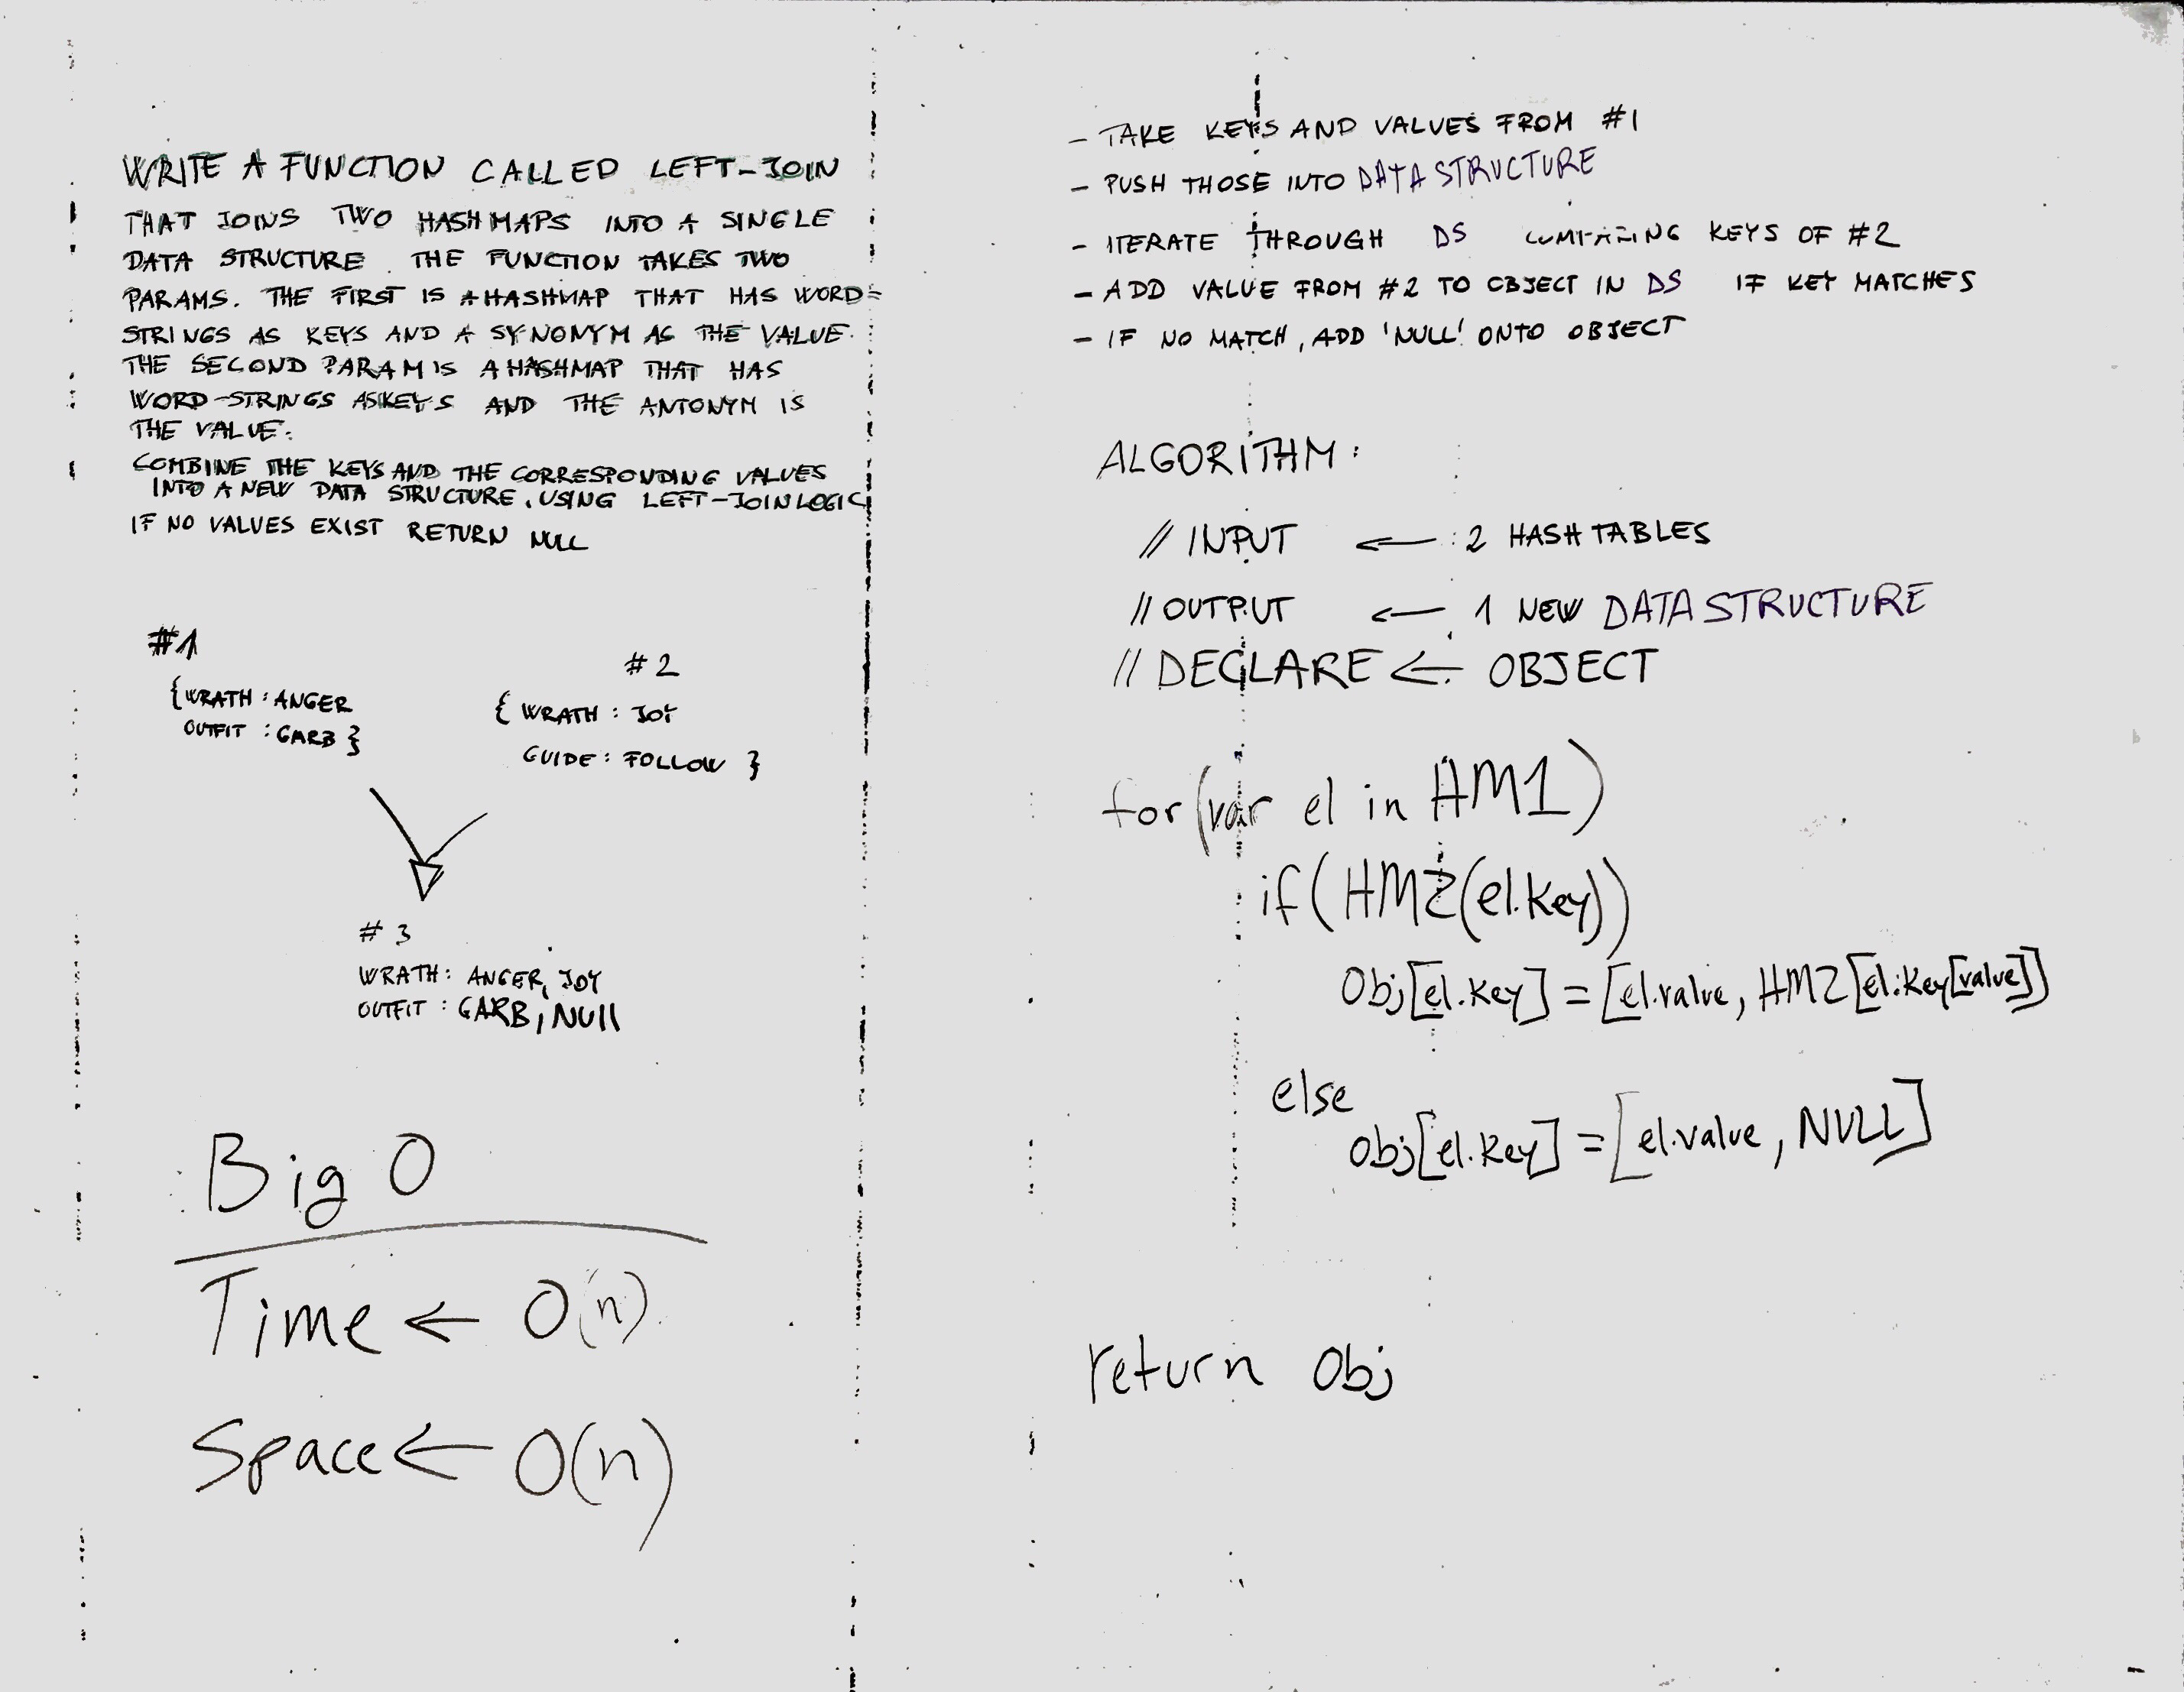 WRITE A FUNCTION CALLED LEFT-JOIN
THAT JOINS TWO HASHMAPS INTO A SINGLE
DATA STRUCTURE. THE FUNCTION TAKES TWO
PARAMS. THE FIRST IS A HASHMAP THAT HAS WORD-
STRINGS AS KEYS AND A SYNONYM AS THE VALUE.
THE SECOND PARAM IS A HASHMAP THAT HAS
WORD-STRINGS AS KEYS AND THE ANTONYM IS
THE VALUE.
COMBINE THE KEYS AND THE CORRESPONDING VALUES
INTO A NEW DATA STRUCTURE, USING LEFT-JOIN LOGIC
IF NO VALUES EXIST RETURN NULL
#1
{WRATH : ANGER
OUTFIT : GARB }
#2
{ WRATH : JOY
GUIDE : FOLLOW }
#3
WRATH : ANGER, JOY
OUTFIT : GARB, NULL
Big O
Time ← O(n)
Space ← O(n)
- TAKE KEYS AND VALUES FROM #1
- PUSH THOSE INTO DATA STRUCTURE
- ITERATE THROUGH DS COMPARING KEYS OF #2
- ADD VALUE FROM #2 TO OBJECT IN DS IF KEY MATCHES
- IF NO MATCH, ADD 'NULL' ONTO OBJECT
ALGORITHM :
// INPUT ← 2 HASH TABLES
// OUTPUT ← 1 NEW DATA STRUCTURE
// DECLARE ← OBJECT
for (var el in HM1)
if (HM2(el.key))
Obj[el.key] = [el.value, HM2[el.key[value]]
else
Obj[el.key] = [el.value, NULL]
return Obj